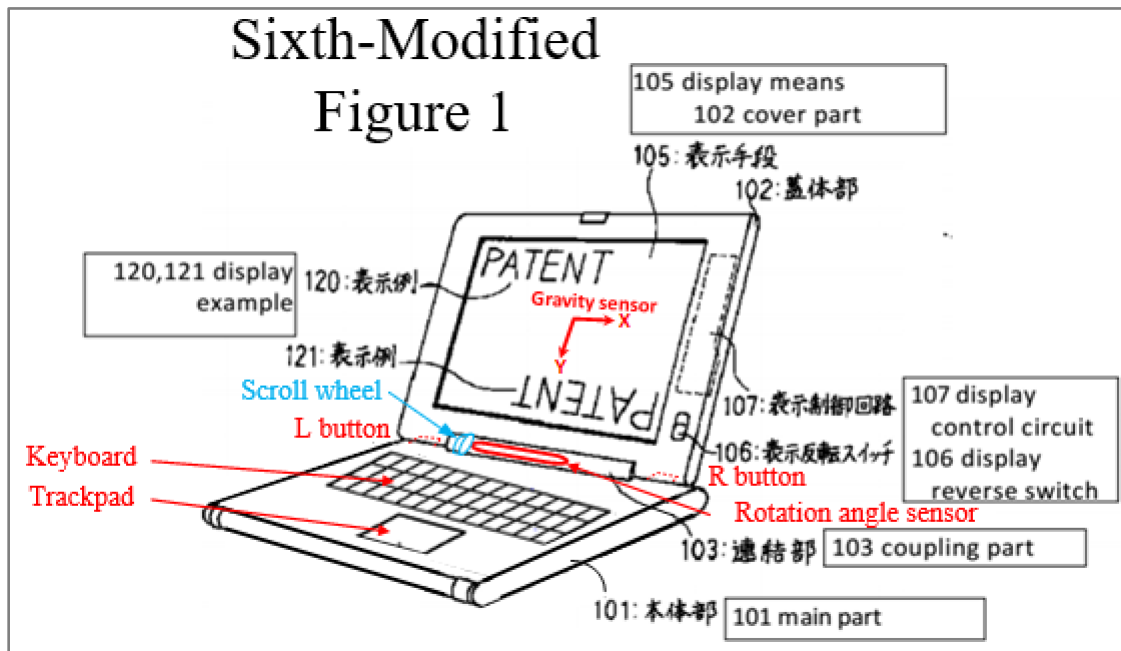 Sixth-Modified
Figure 1
105 display means
102 cover part
105:表示手段
102:蓋体部
120,121 display
example
PATENT
120:表示例
Gravity sensor
X
Y
121:表示例
PATENT
Scroll wheel
L button
Keyboard
Trackpad
107:表示制御回路
106:表示反転スイッチ
107 display
control circuit
106 display
reverse switch
R button
Rotation angle sensor
103:連結部
103 coupling part
101:本体部
101 main part